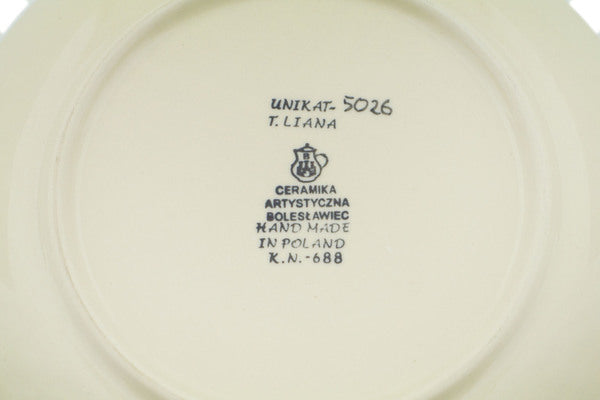 UNIKAT-5026
T. LIANA
CERAMIKA
ARTYSTYCZNA
BOLESŁAWIEC
HAND MADE
IN POLAND
K.N.-688